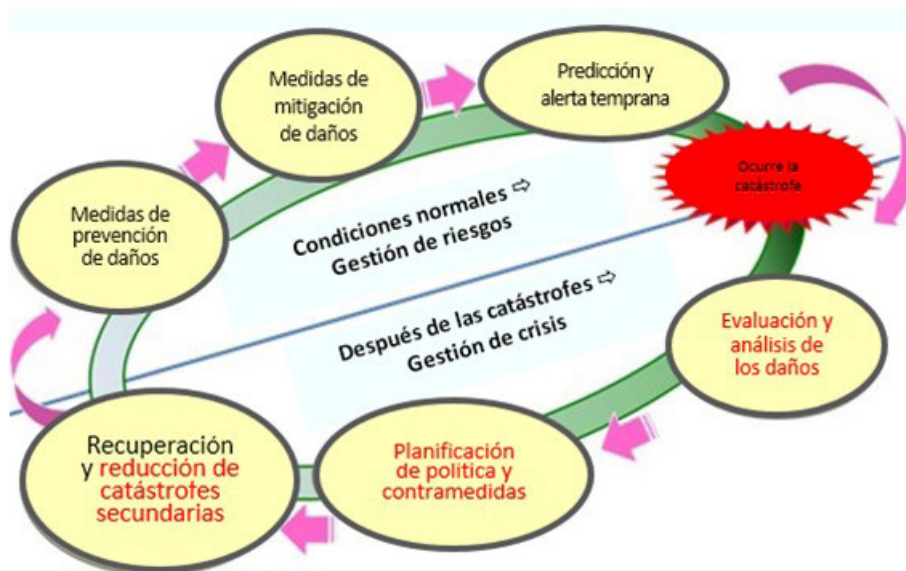 Medidas de
mitigación
de daños
Predicción y
alerta temprana
Ocurre la
catástrofe
Medidas de
prevención
de daños
Condiciones normales ⇨
Gestión de riesgos
Después de las catástrofes ⇨
Gestión de crisis
Evaluación y
análisis de
los daños
Planificación
de politica y
contramedidas
Recuperación
y reducción de
catástrofes
secundarias